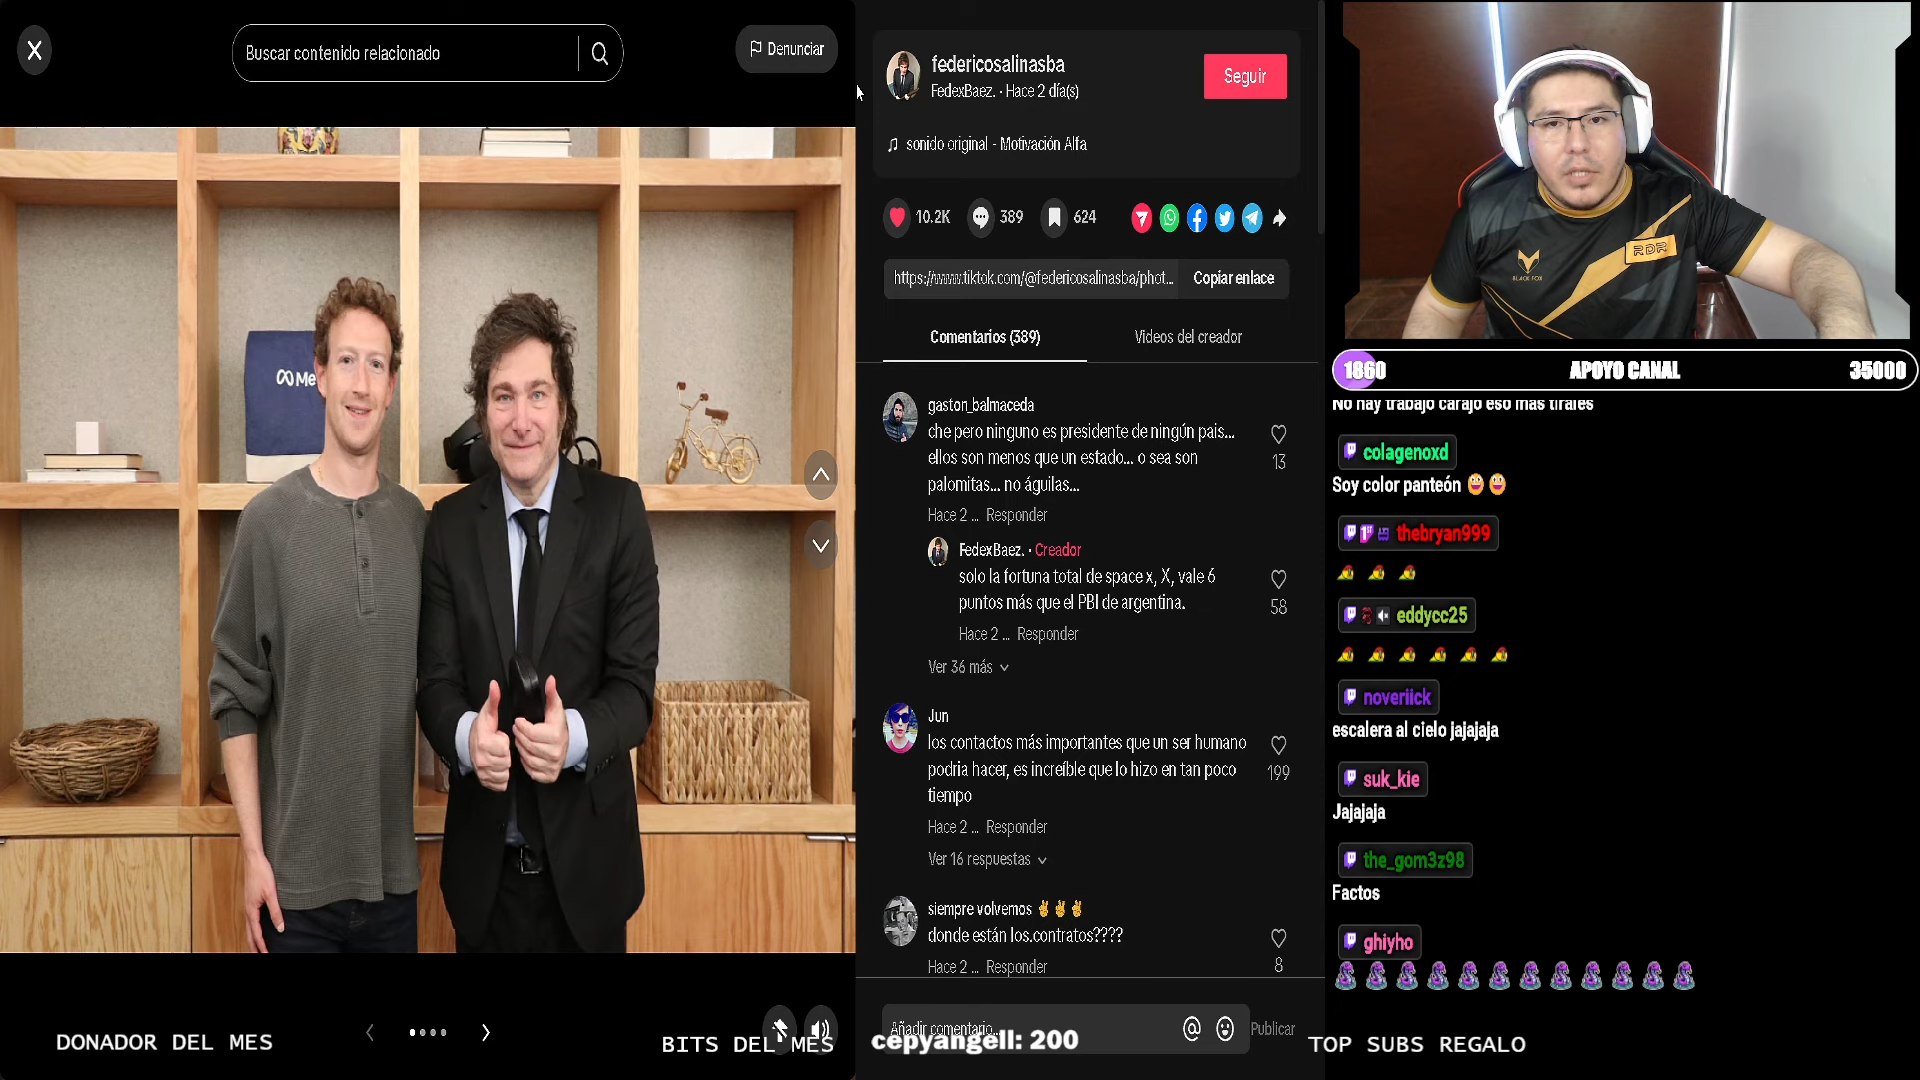 Buscar contenido relacionado
Denunciar
Me
federicosalinasba
FedexBaez. · Hace 2 día(s)
Seguir
sonido original - Motivación Alfa
10.2K
389
624
https://www.tiktok.com/@federicosalinasba/phot...
Copiar enlace
Comentarios (389)
Videos del creador
gaston_balmaceda
che pero ninguno es presidente de ningún pais...
ellos son menos que un estado... o sea son
palomitas... no águilas...
13
Hace 2 ... Responder
FedexBaez. · Creador
solo la fortuna total de space x, X, vale 6
puntos más que el PBI de argentina.
58
Hace 2 ... Responder
Ver 36 más
Jun
los contactos más importantes que un ser humano
podria hacer, es increíble que lo hizo en tan poco
tiempo
199
Hace 2 ... Responder
Ver 16 respuestas
siempre volvemos ✌✌✌
donde están los.contratos????
8
Hace 2 ... Responder
Añadir comentario...
Publicar
BLACK FOX
RDR
1860
APOYO CANAL
35000
No hay trabajo carajo eso mas tirales
colagenoxd
Soy color panteón 😀😀
thebryan999
eddycc25
noveriick
escalera al cielo jajajaja
suk_kie
Jajajaja
the_gom3z98
Factos
ghiyho
DONADOR DEL MES
BITS DEL MES
cepyangell: 200
TOP SUBS REGALO